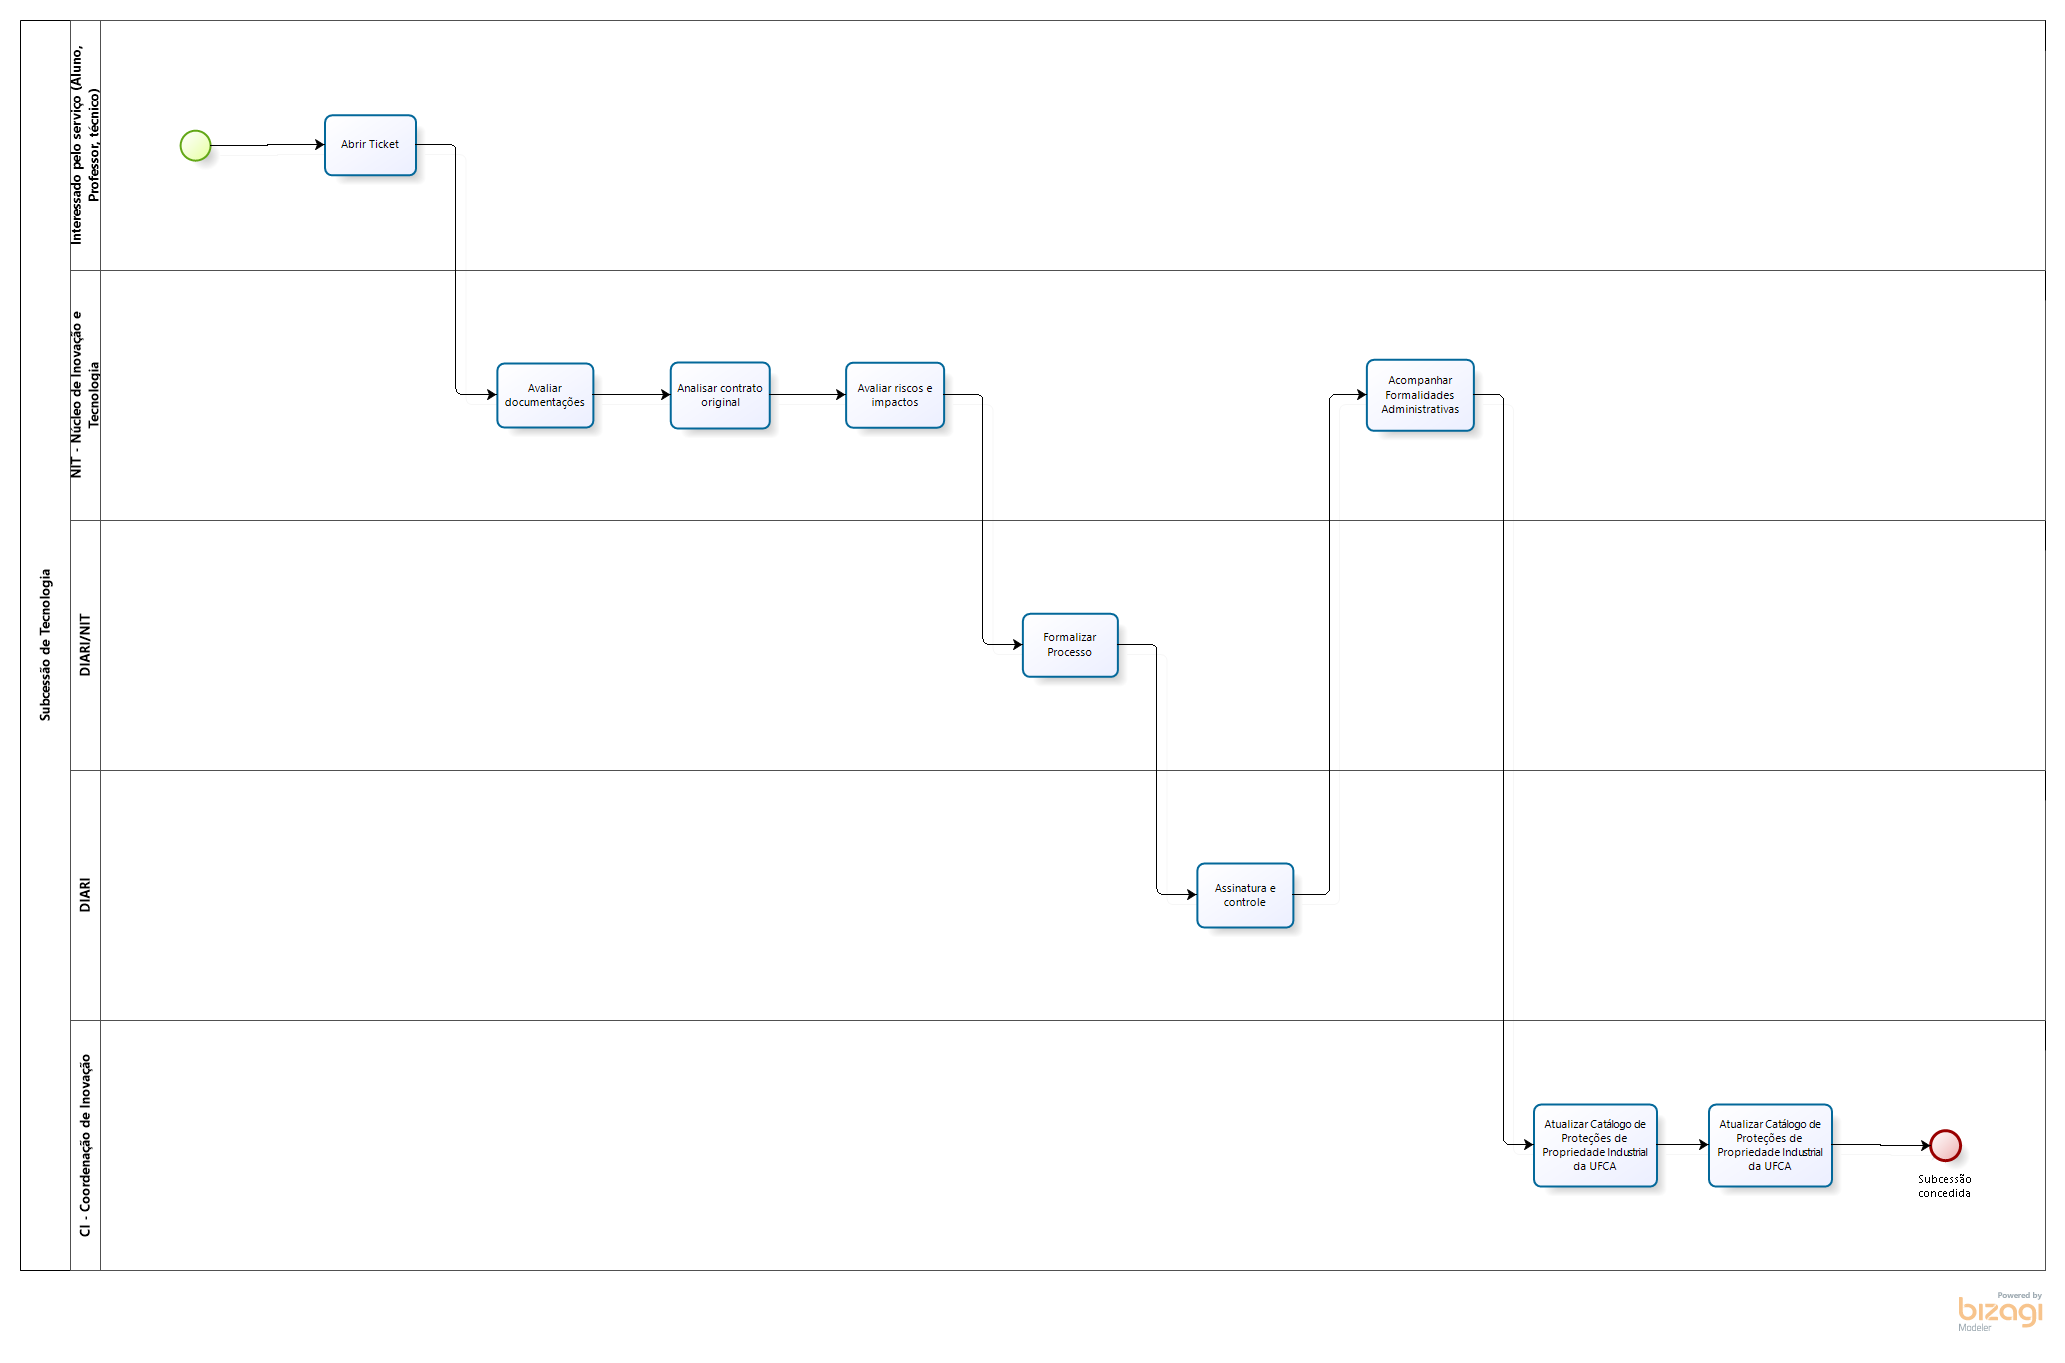 Subcessão de Tecnologia
Interessado pelo serviço (Aluno,
Professor, técnico)
Abrir Ticket
NIT - Núcleo de Inovação e
Tecnologia
Avaliar
documentações
Analisar contrato
original
Avaliar riscos e
impactos
Acompanhar
Formalidades
Administrativas
DIARI/NIT
Formalizar
Processo
DIARI
Assinatura e
controle
CI - Coordenação de Inovação
Atualizar Catálogo de
Proteções de
Propriedade Industrial
da UFCA
Atualizar Catálogo de
Proteções de
Propriedade Industrial
da UFCA
Subcessão
concedida
Powered by
bizagi
Modeler